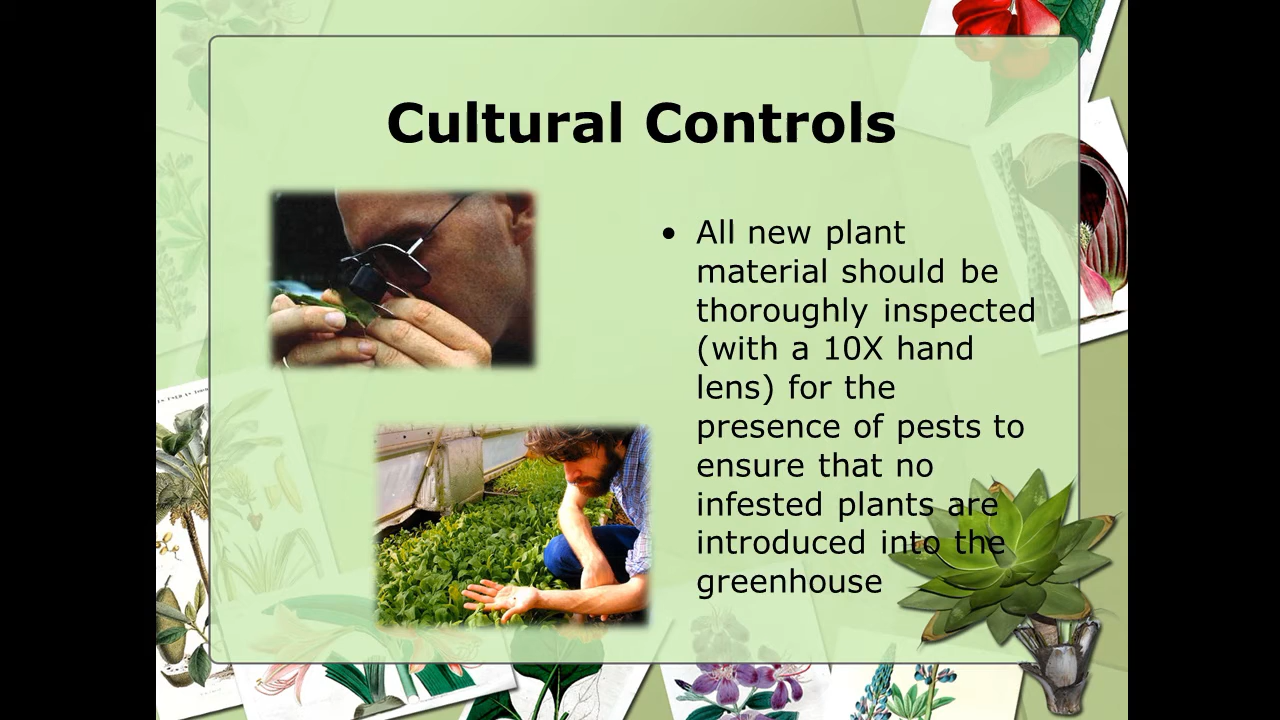 Cultural Controls
• All new plant
material should be
thoroughly inspected
(with a 10X hand
lens) for the
presence of pests to
ensure that no
infested plants are
introduced into the
greenhouse